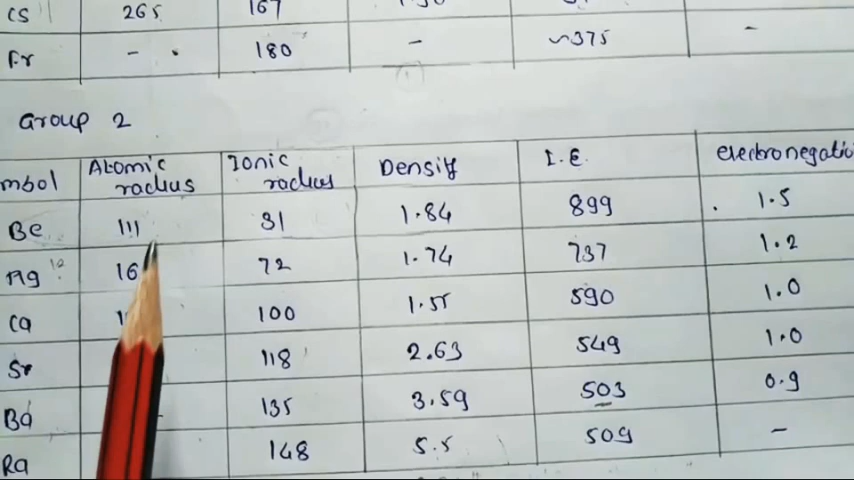 Cs 265 167
Fr - 180 - ~375 -
Group 2
mbol Atomic radius Ionic radius Density I.E. electronegati
Be 111 31 1.84 899 1.5
Mg 12 16 72 1.74 737 1.2
Ca 100 1.55 590 1.0
Sr 118 2.63 549 1.0
Ba 135 3.59 503 0.9
Ra 148 5.5 509 -